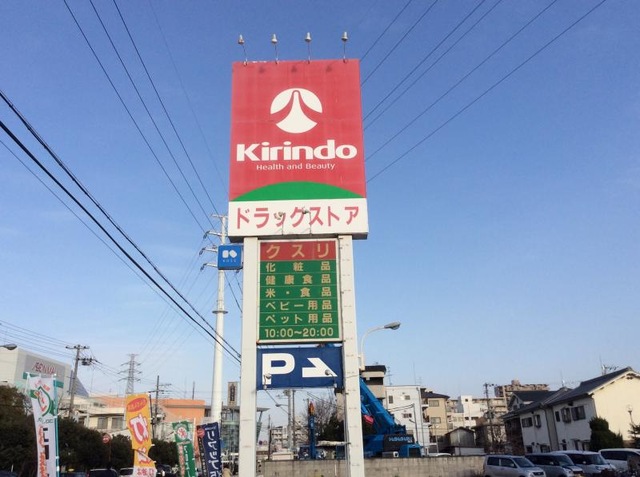 Kirindo
Health and Beauty
ドラッグストア
クスリ
化粧品
健康食品
米・食品
ベビー用品
ペット用品
10:00~20:00
P